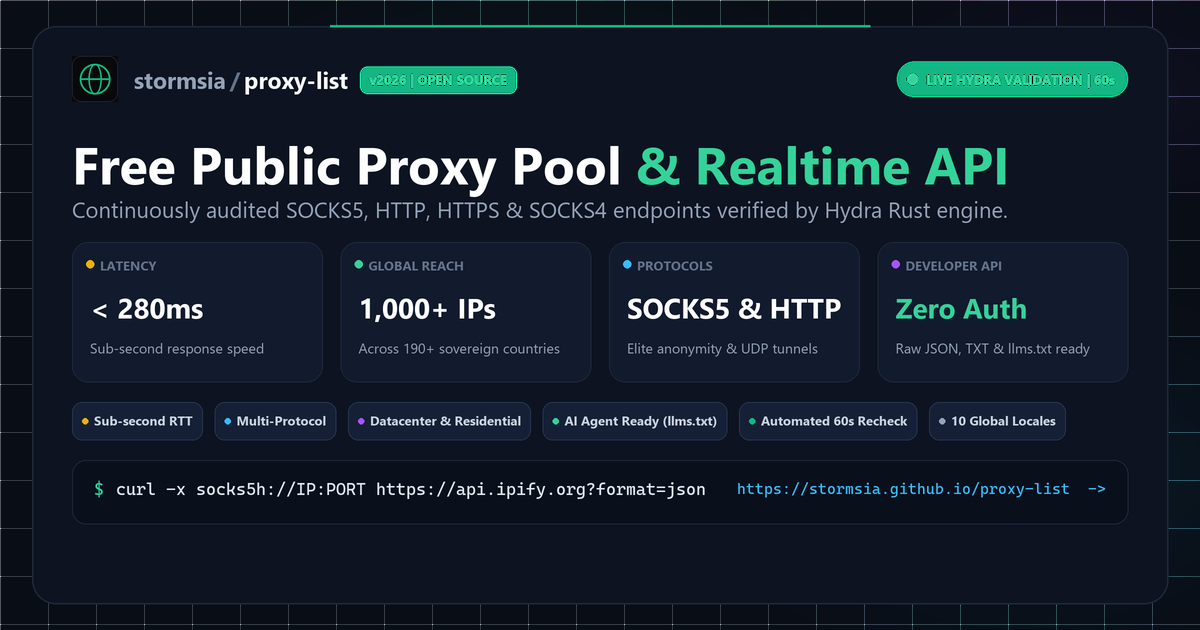 stormsia / proxy-list v2026 | OPEN SOURCE
LIVE HYDRA VALIDATION | 60s
Free Public Proxy Pool & Realtime API
Continuously audited SOCKS5, HTTP, HTTPS & SOCKS4 endpoints verified by Hydra Rust engine.
LATENCY
< 280ms
Sub-second response speed
GLOBAL REACH
1,000+ IPs
Across 190+ sovereign countries
PROTOCOLS
SOCKS5 & HTTP
Elite anonymity & UDP tunnels
DEVELOPER API
Zero Auth
Raw JSON, TXT & llms.txt ready
Sub-second RTT
Multi-Protocol
Datacenter & Residential
AI Agent Ready (llms.txt)
Automated 60s Recheck
10 Global Locales
$ curl -x socks5h://IP:PORT https://api.ipify.org?format=json
https://stormsia.github.io/proxy-list ->